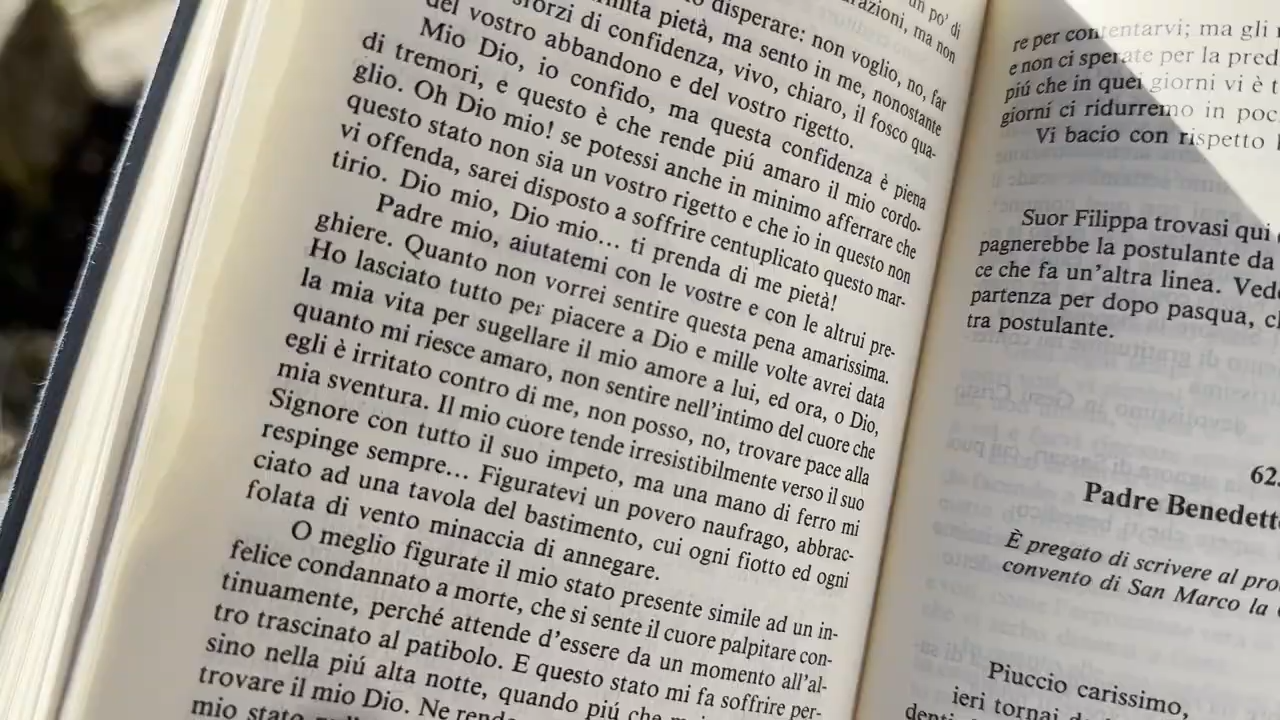 un po' di
disperare: non voglio, no, far
pietà, ma sento in me, nonostante
sforzi di confidenza, vivo, chiaro, il fosco qua-
del vostro abbandono e del vostro rigetto.
Mio Dio, io confido, ma questa confidenza è piena
di tremori, e questo è che rende piú amaro il mio cordo-
glio. Oh Dio mio! se potessi anche in minimo afferrare che
questo stato non sia un vostro rigetto e che io in questo non
vi offenda, sarei disposto a soffrire centuplicato questo mar-
tirio. Dio mio, Dio mio... ti prenda di me pietà!
Padre mio, aiutatemi con le vostre e con le altrui pre-
ghiere. Quanto non vorrei sentire questa pena amarissima.
Ho lasciato tutto per piacere a Dio e mille volte avrei data
la mia vita per sugellare il mio amore a lui, ed ora, o Dio,
quanto mi riesce amaro, non sentire nell'intimo del cuore che
egli è irritato contro di me, non posso, no, trovare pace alla
mia sventura. Il mio cuore tende irresistibilmente verso il suo
Signore con tutto il suo impeto, ma una mano di ferro mi
respinge sempre... Figuratevi un povero naufrago, abbrac-
ciato ad una tavola del bastimento, cui ogni fiotto ed ogni
folata di vento minaccia di annegare.
O meglio figurate il mio stato presente simile ad un in-
felice condannato a morte, che si sente il cuore palpitare con-
tinuamente, perché attende d'essere da un momento all'al-
tro trascinato al patibolo. E questo stato mi fa soffrire per-
sino nella piú alta notte, quando piú che
trovare il mio Dio. Ne
mio stato
re per contentarvi; ma gli
e non ci sperate per la pred
piú che in quei giorni vi è
giorni ci ridurremo in poc
Vi bacio con rispetto
Suor Filippa trovasi qui
pagnerebbe la postulante da
ce che fa un'altra linea. Ved
partenza per dopo pasqua,
tra postulante.
62
Padre Benedett
È pregato di scrivere al pro
convento di San Marco la
Piuccio carissimo,
ieri tornai